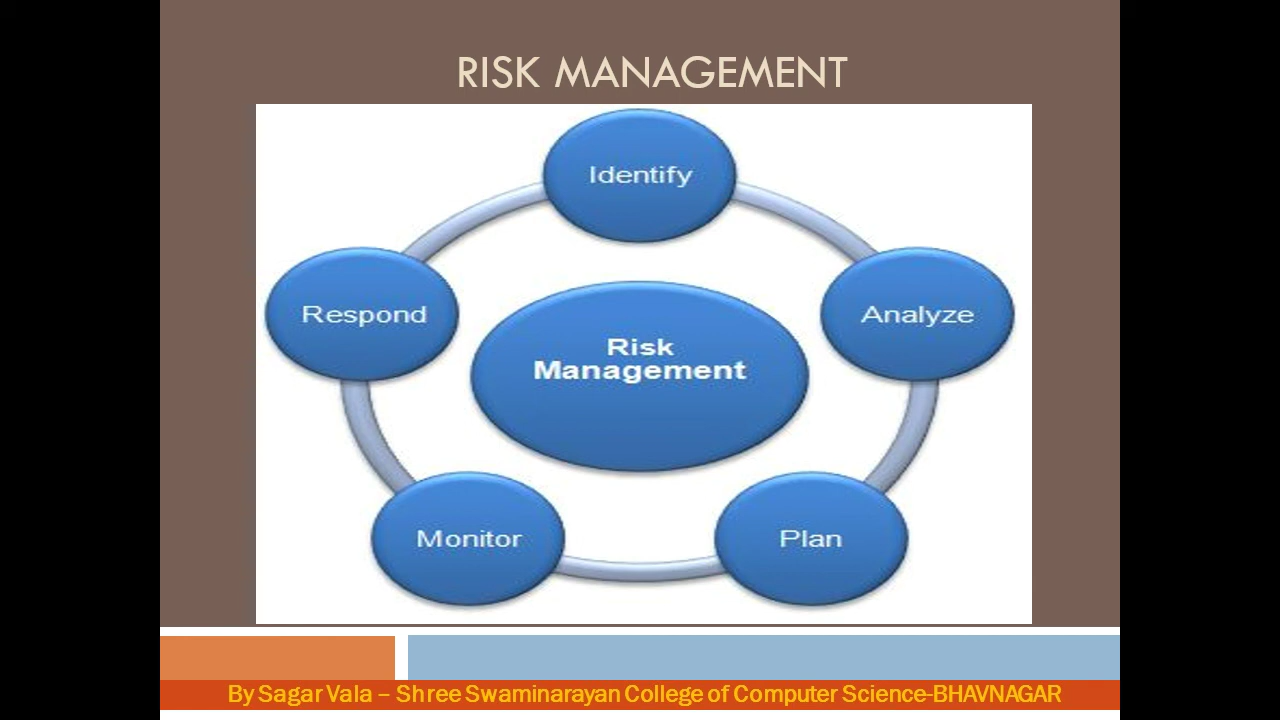 RISK MANAGEMENT
Identify
Respond
Analyze
Risk
Management
Monitor
Plan
By Sagar Vala – Shree Swaminarayan College of Computer Science-BHAVNAGAR